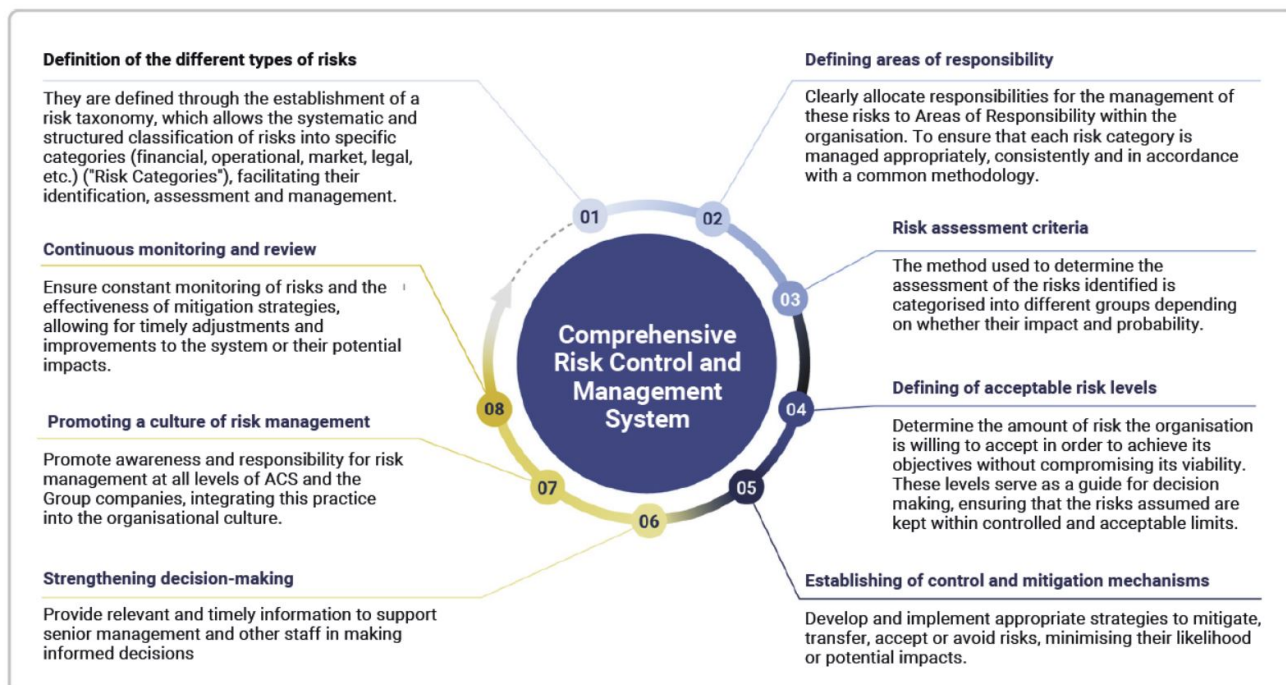 Definition of the different types of risks
They are defined through the establishment of a
risk taxonomy, which allows the systematic and
structured classification of risks into specific
categories (financial, operational, market, legal,
etc.) ("Risk Categories"), facilitating their
identification, assessment and management.
Defining areas of responsibility
Clearly allocate responsibilities for the management of
these risks to Areas of Responsibility within the
organisation. To ensure that each risk category is
managed appropriately, consistently and in accordance
with a common methodology.
Risk assessment criteria
The method used to determine the
assessment of the risks identified is
categorised into different groups depending
on whether their impact and probability.
Defining of acceptable risk levels
Determine the amount of risk the organisation
is willing to accept in order to achieve its
objectives without compromising its viability.
These levels serve as a guide for decision
making, ensuring that the risks assumed are
kept within controlled and acceptable limits.
Establishing of control and mitigation mechanisms
Develop and implement appropriate strategies to mitigate,
transfer, accept or avoid risks, minimising their likelihood
or potential impacts.
Strengthening decision-making
Provide relevant and timely information to support
senior management and other staff in making
informed decisions
Promoting a culture of risk management
Promote awareness and responsibility for risk
management at all levels of ACS and the
Group companies, integrating this practice
into the organisational culture.
Continuous monitoring and review
Ensure constant monitoring of risks and the
effectiveness of mitigation strategies,
allowing for timely adjustments and
improvements to the system or their potential
impacts.
01
02
03
04
05
06
07
08
Comprehensive
Risk Control and
Management
System